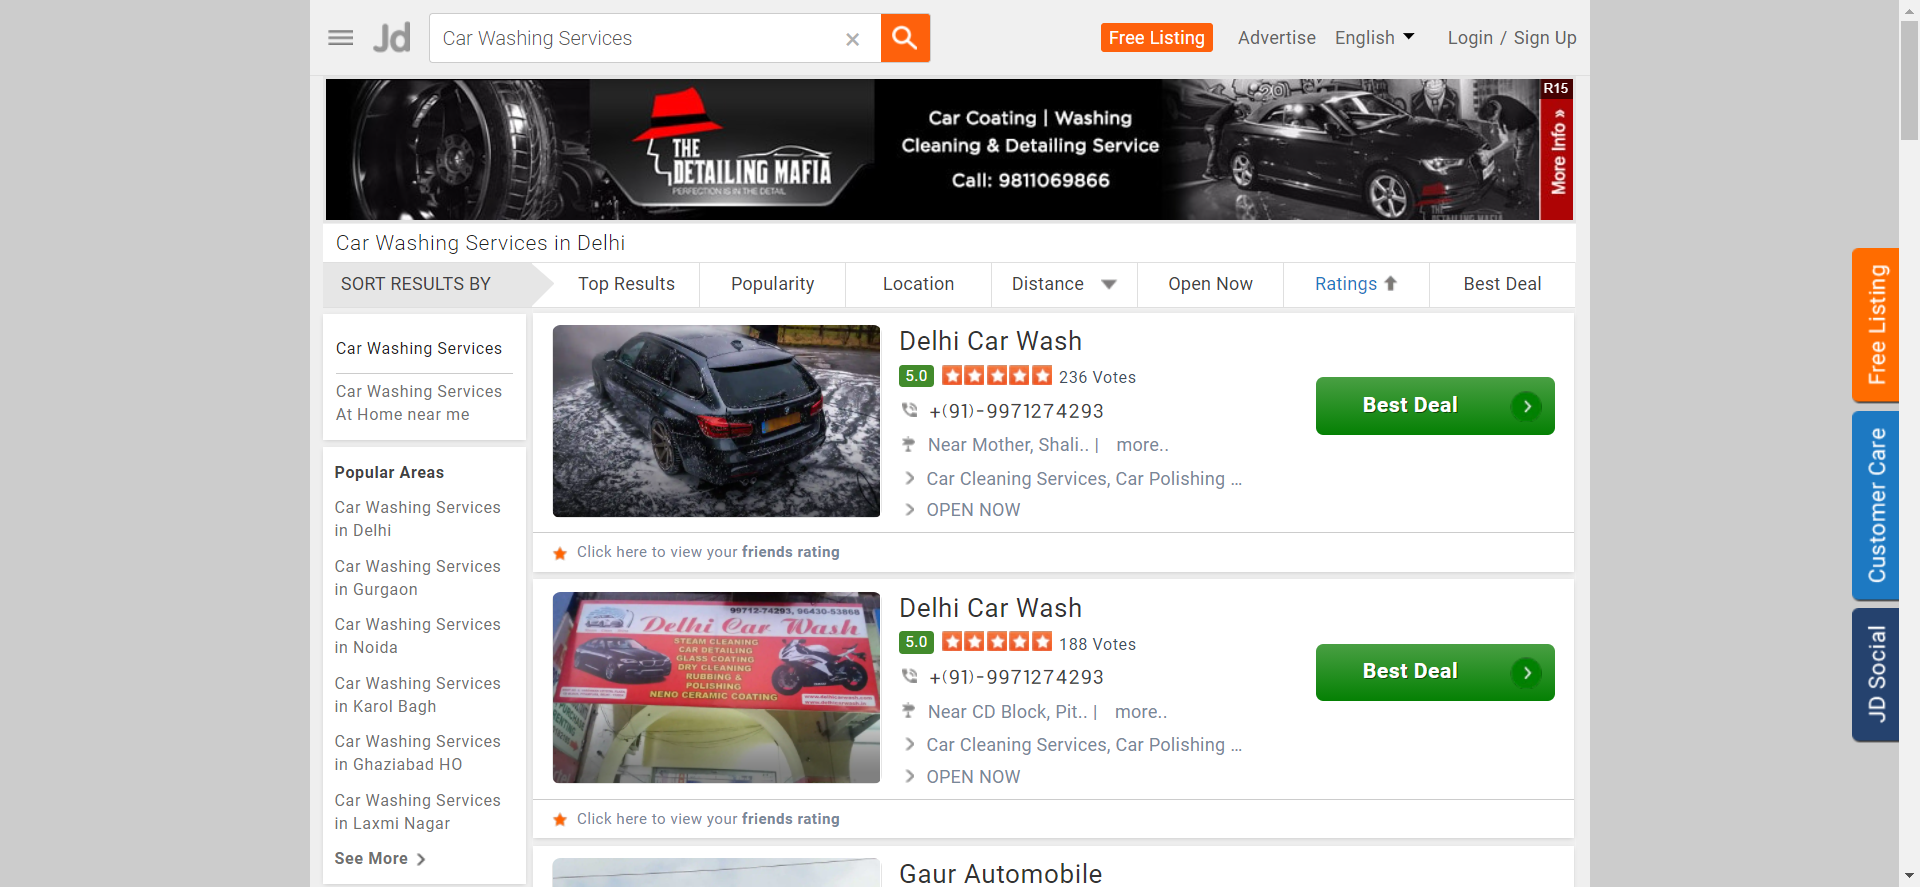 Jd
Car Washing Services
Free Listing
Advertise
English
Login / Sign Up
THE
DETAILING MAFIA
PERFECTION IS IN THE DETAIL
Car Coating | Washing
Cleaning & Detailing Service
Call: 9811069866
R15
More Info »
Car Washing Services in Delhi
SORT RESULTS BY
Top Results
Popularity
Location
Distance
Open Now
Ratings
Best Deal
Car Washing Services
Car Washing Services
At Home near me
Popular Areas
Car Washing Services
in Delhi
Car Washing Services
in Gurgaon
Car Washing Services
in Noida
Car Washing Services
in Karol Bagh
Car Washing Services
in Ghaziabad HO
Car Washing Services
in Laxmi Nagar
See More
Delhi Car Wash
5.0 236 Votes
+(91)-9971274293
Near Mother, Shali.. | more..
Car Cleaning Services, Car Polishing ...
OPEN NOW
Best Deal
Click here to view your friends rating
99712-74293, 96430-53868
Delhi Car Wash
STEAM CLEANING
CAR DETAILING
GLASS COATING
DRY CLEANING
RUBBING &
POLISHING
NENO CERAMIC COATING
Delhi Car Wash
5.0 188 Votes
+(91)-9971274293
Near CD Block, Pit.. | more..
Car Cleaning Services, Car Polishing ...
OPEN NOW
Best Deal
Click here to view your friends rating
Gaur Automobile
Free Listing
Customer Care
JD Social